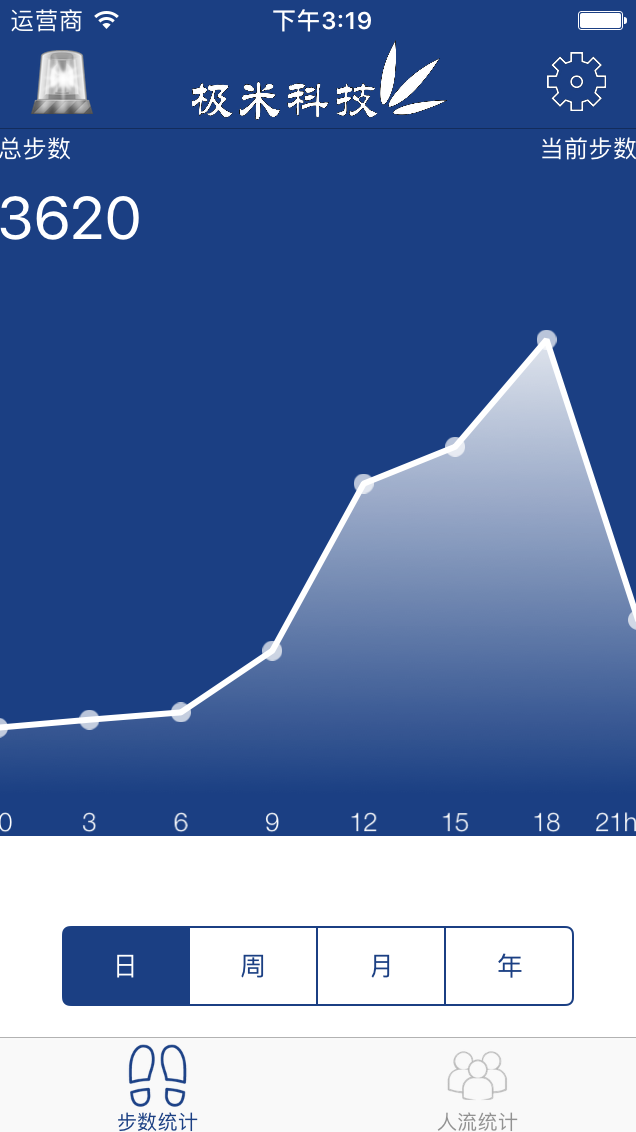 运营商 下午3:19
极米科技
总步数 当前步数
3620
0 3 6 9 12 15 18 21h
日 周 月 年
步数统计 人流统计